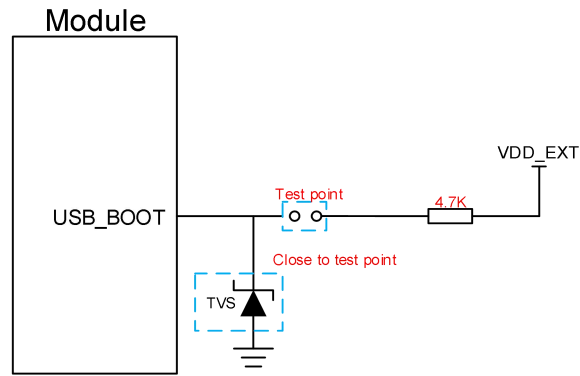 Module
VDD_EXT
Test point
4.7K
USB_BOOT
Close to test point
TVS